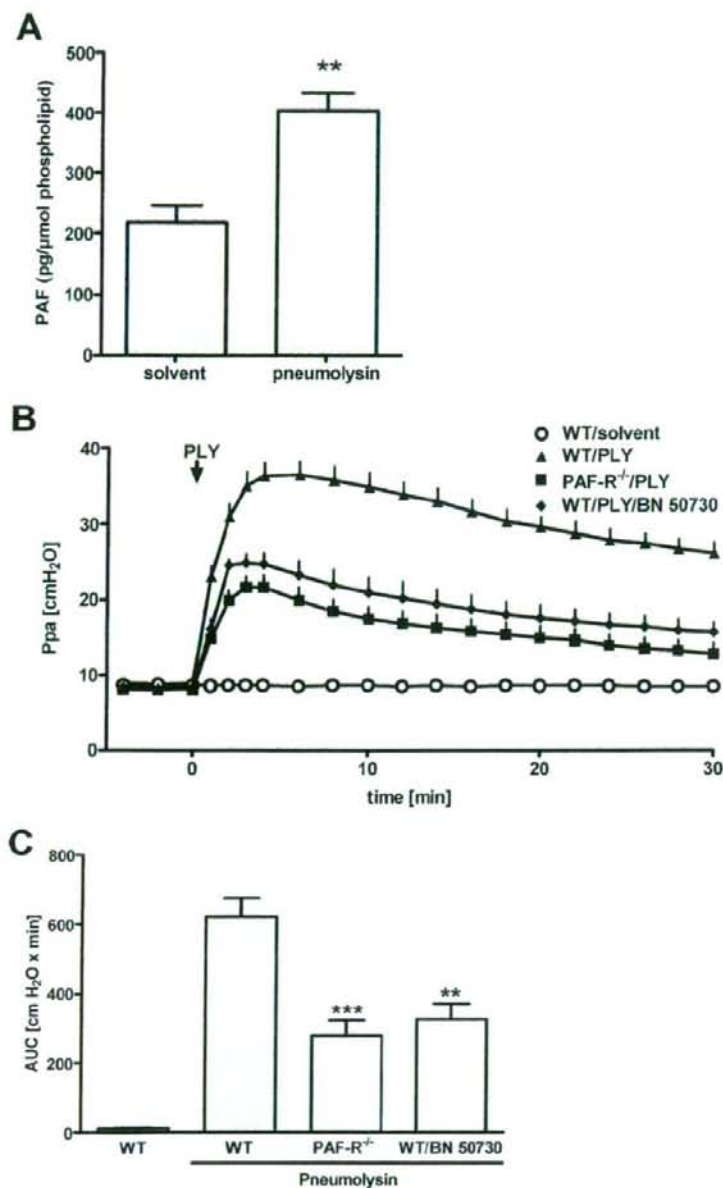 A
500
**
400
300
200
100
0
PAF (pg/µmol phospholipid)
solvent pneumolysin
B
40
PLY
WT/solvent
WT/PLY
PAF-R-/-/PLY
WT/PLY/BN 50730
30
20
10
0
Ppa [cmH₂O]
0 10 20 30
time [min]
C
800
600
400
200
0
*** **
AUC [cm H₂O x min]
WT WT PAF-R-/- WT/BN 50730
Pneumolysin